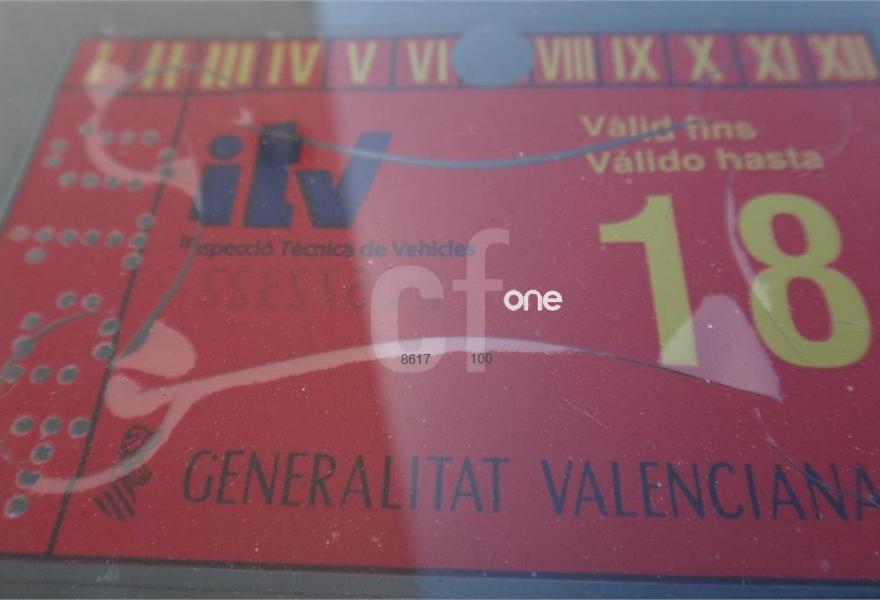 I II III IV V VI VIII IX X XI XII
itv
Vàlid fins
Válido hasta
18
Inspecció Tècnica de Vehicles
cf one
8617 100
GENERALITAT VALENCIANA